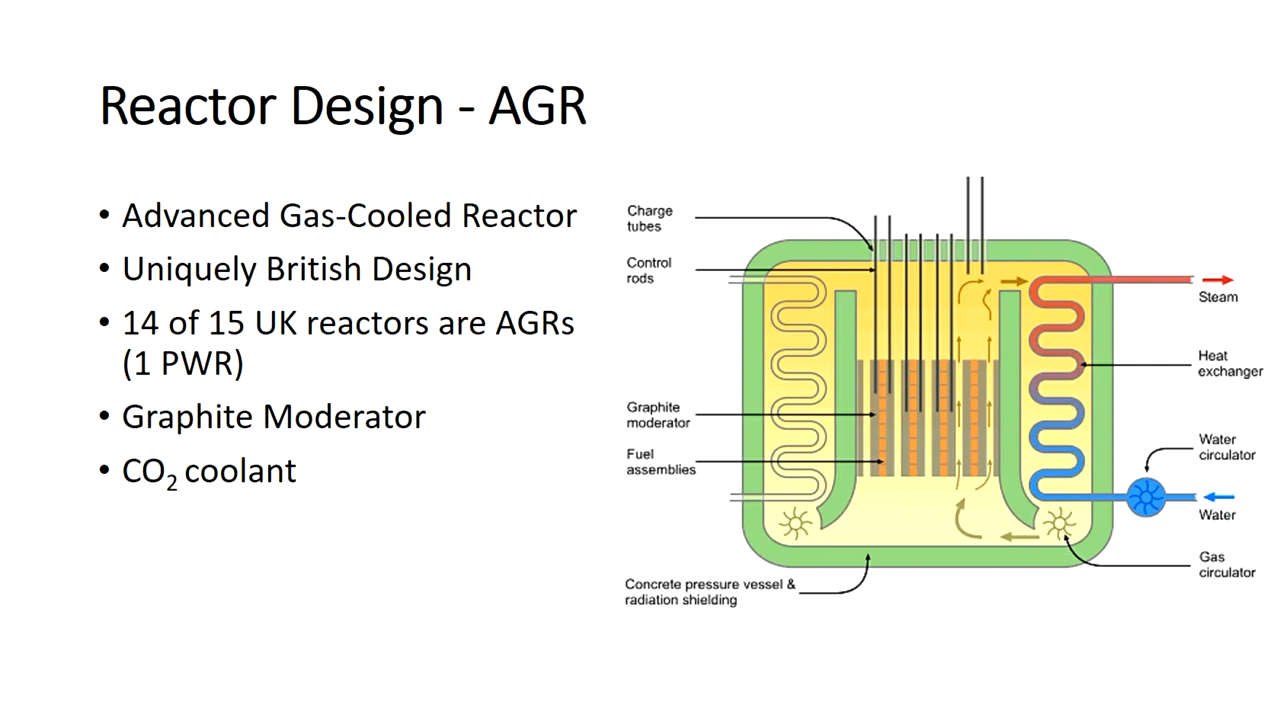 Reactor Design - AGR
• Advanced Gas-Cooled Reactor
• Uniquely British Design
• 14 of 15 UK reactors are AGRs
(1 PWR)
• Graphite Moderator
• CO₂ coolant
Charge
tubes
Control
rods
Graphite
moderator
Fuel
assemblies
Concrete pressure vessel &
radiation shielding
Steam
Heat
exchanger
Water
circulator
Water
Gas
circulator